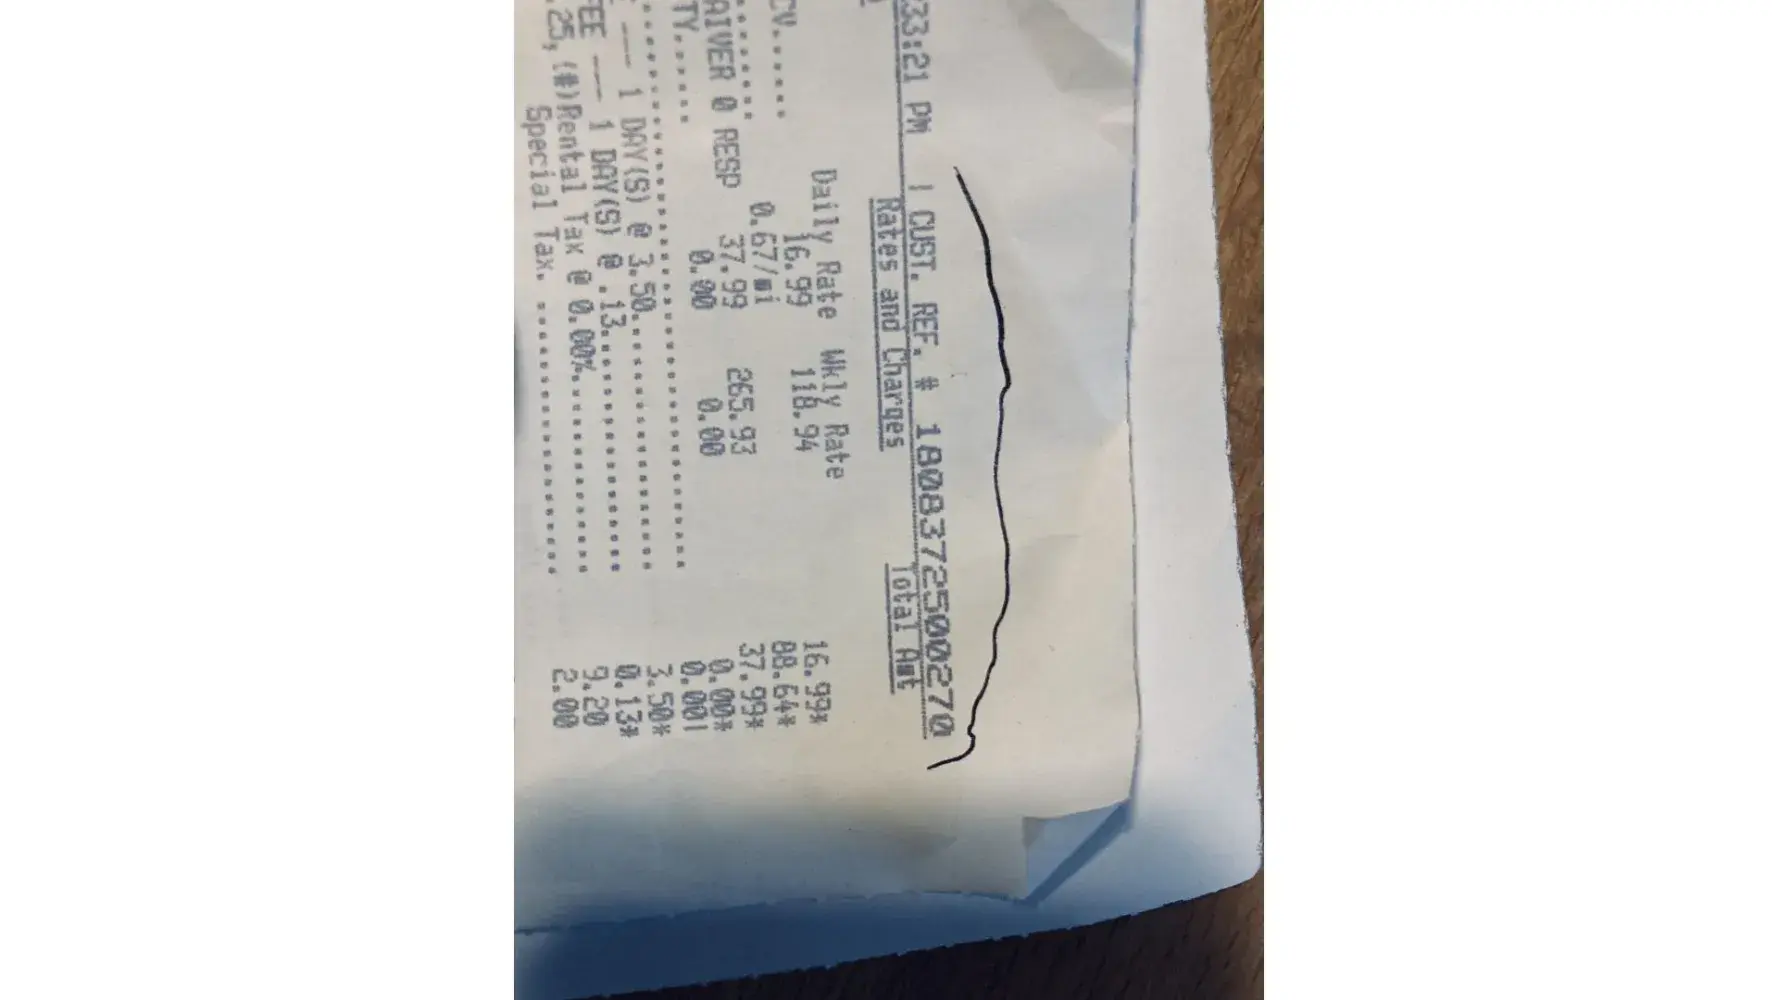 33:21 PM | CUST. REF. # 18083725500270
Rates and Charges Total Amt
Daily Rate Wkly Rate
CV...... 16.99 118.94 16.99*
........ 0.67/mi 88.64*
AIVER 0 RESP 37.99 265.93 37.99*
TY...... 0.00 0.00 0.00*
........................................ 0.00|
--- 1 DAY(S) @ 3.50.................... 3.50*
FEE --- 1 DAY(S) @ .13................. 0.13*
.25, (#)Rental Tax @ 0.00%............. 9.20
Special Tax. .......................... 2.00